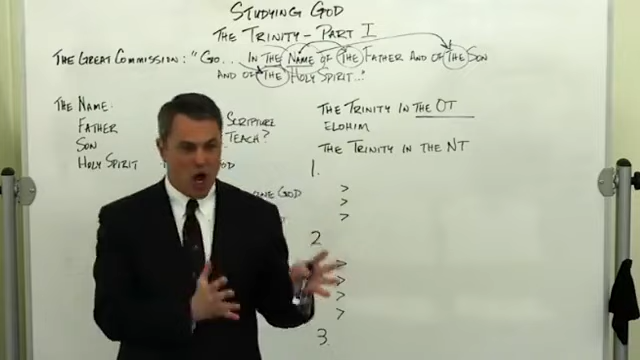 STUDYING GOD
THE TRINITY - PART I
THE GREAT COMMISSION: "GO... IN THE NAME OF THE FATHER AND OF THE SON
AND OF THE HOLY SPIRIT..."
THE NAME:
FATHER
SON
HOLY SPIRIT
SCRIPTURE
TEACH?
GOD
GOD
THE TRINITY IN THE OT
ELOHIM
THE TRINITY IN THE NT
1.
>
>
>
2
>
>
>
>
3.